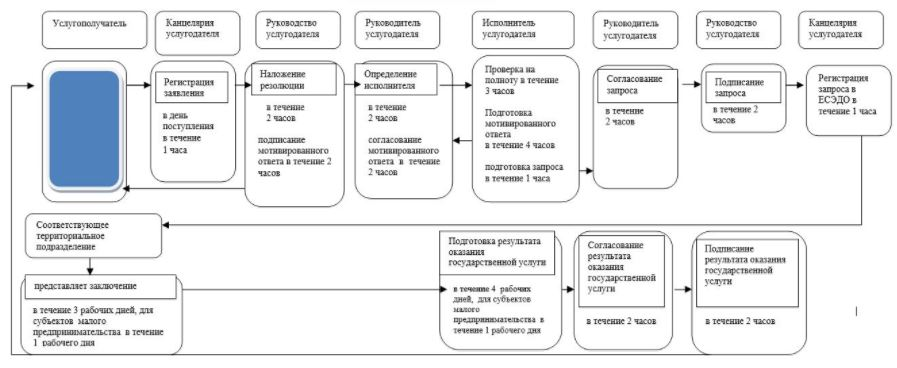 Услугополучатель
Канцелярия
услугодателя
Руководство
услугодателя
Руководитель
услугодателя
Исполнитель
услугодателя
Руководитель
услугодателя
Руководство
услугодателя
Канцелярия
услугодателя
Регистрация
заявления
в день
поступления
в течение
1 часа
Наложение
резолюции
в течение
2 часов
подписание
мотивированного
ответа в течение 2
часов
Определение
исполнителя
в течение
2 часов
согласование
мотивированного
ответа в течение
2 часов
Проверка на
полноту в течение
3 часов
Подготовка
мотивированного
ответа
в течение 4 часов
подготовка запроса
в течение 1 часа
Согласование
запроса
в течение
2 часов
Подписание
запроса
в течение 2
часов
Регистрация
запроса в
ЕСЭДО в
течение 1 часа
Соответствующее
территориальное
подразделение
представляет заключение
в течение 3 рабочих дней, для
субъектов малого
предпринимательства в течение
1 рабочего дня
Подготовка результата
оказания
государственной услуги
в течение 4 рабочих
дней, для субъектов
малого
предпринимательства в
течение 1 рабочего дня
Согласование
результата
оказания
государственной
услуги
в течение 2 часов
Подписание
результата оказания
государственной
услуги
в течение 2 часов